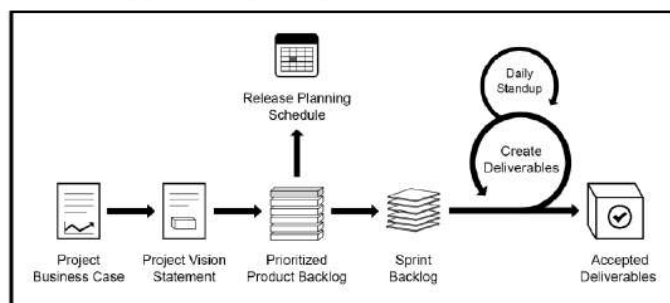 Daily
Standup
Release Planning
Schedule
Create
Deliverables
Project
Business Case
Project Vision
Statement
Prioritized
Product Backlog
Sprint
Backlog
Accepted
Deliverables